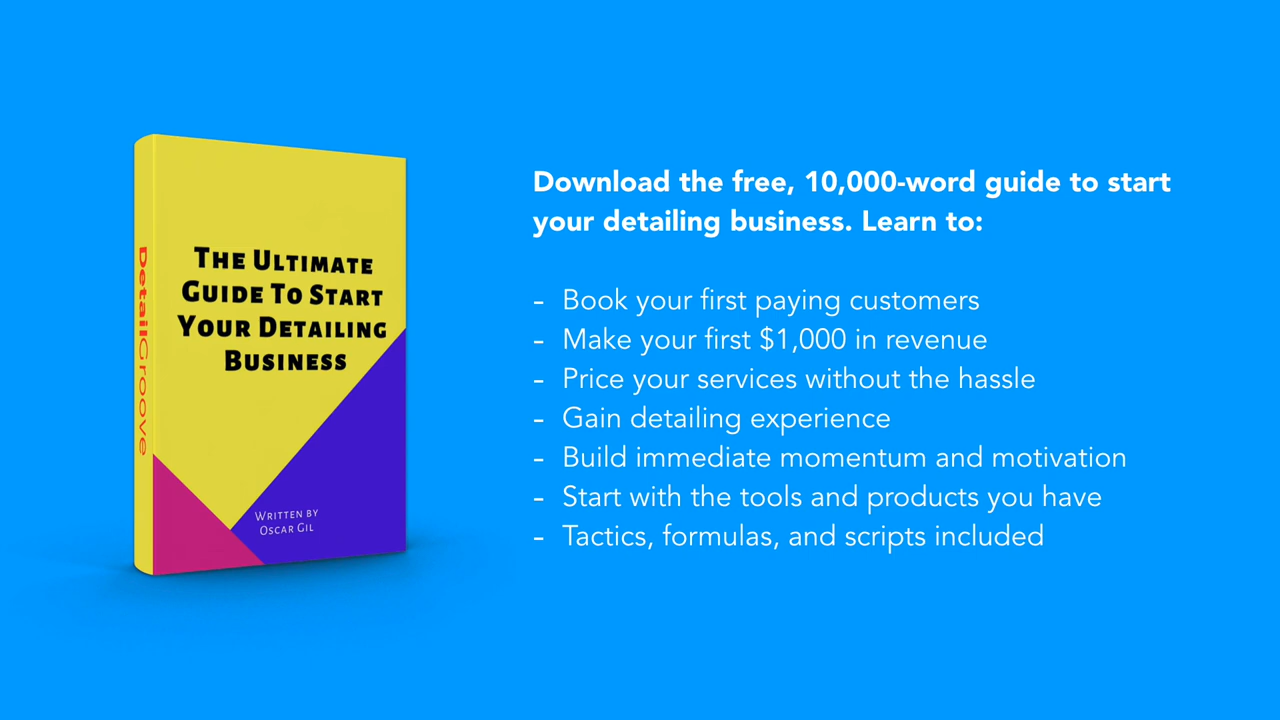 DetailGroove
THE ULTIMATE
GUIDE TO START
YOUR DETAILING
BUSINESS
WRITTEN BY
OSCAR GIL
Download the free, 10,000-word guide to start
your detailing business. Learn to:
- Book your first paying customers
- Make your first $1,000 in revenue
- Price your services without the hassle
- Gain detailing experience
- Build immediate momentum and motivation
- Start with the tools and products you have
- Tactics, formulas, and scripts included